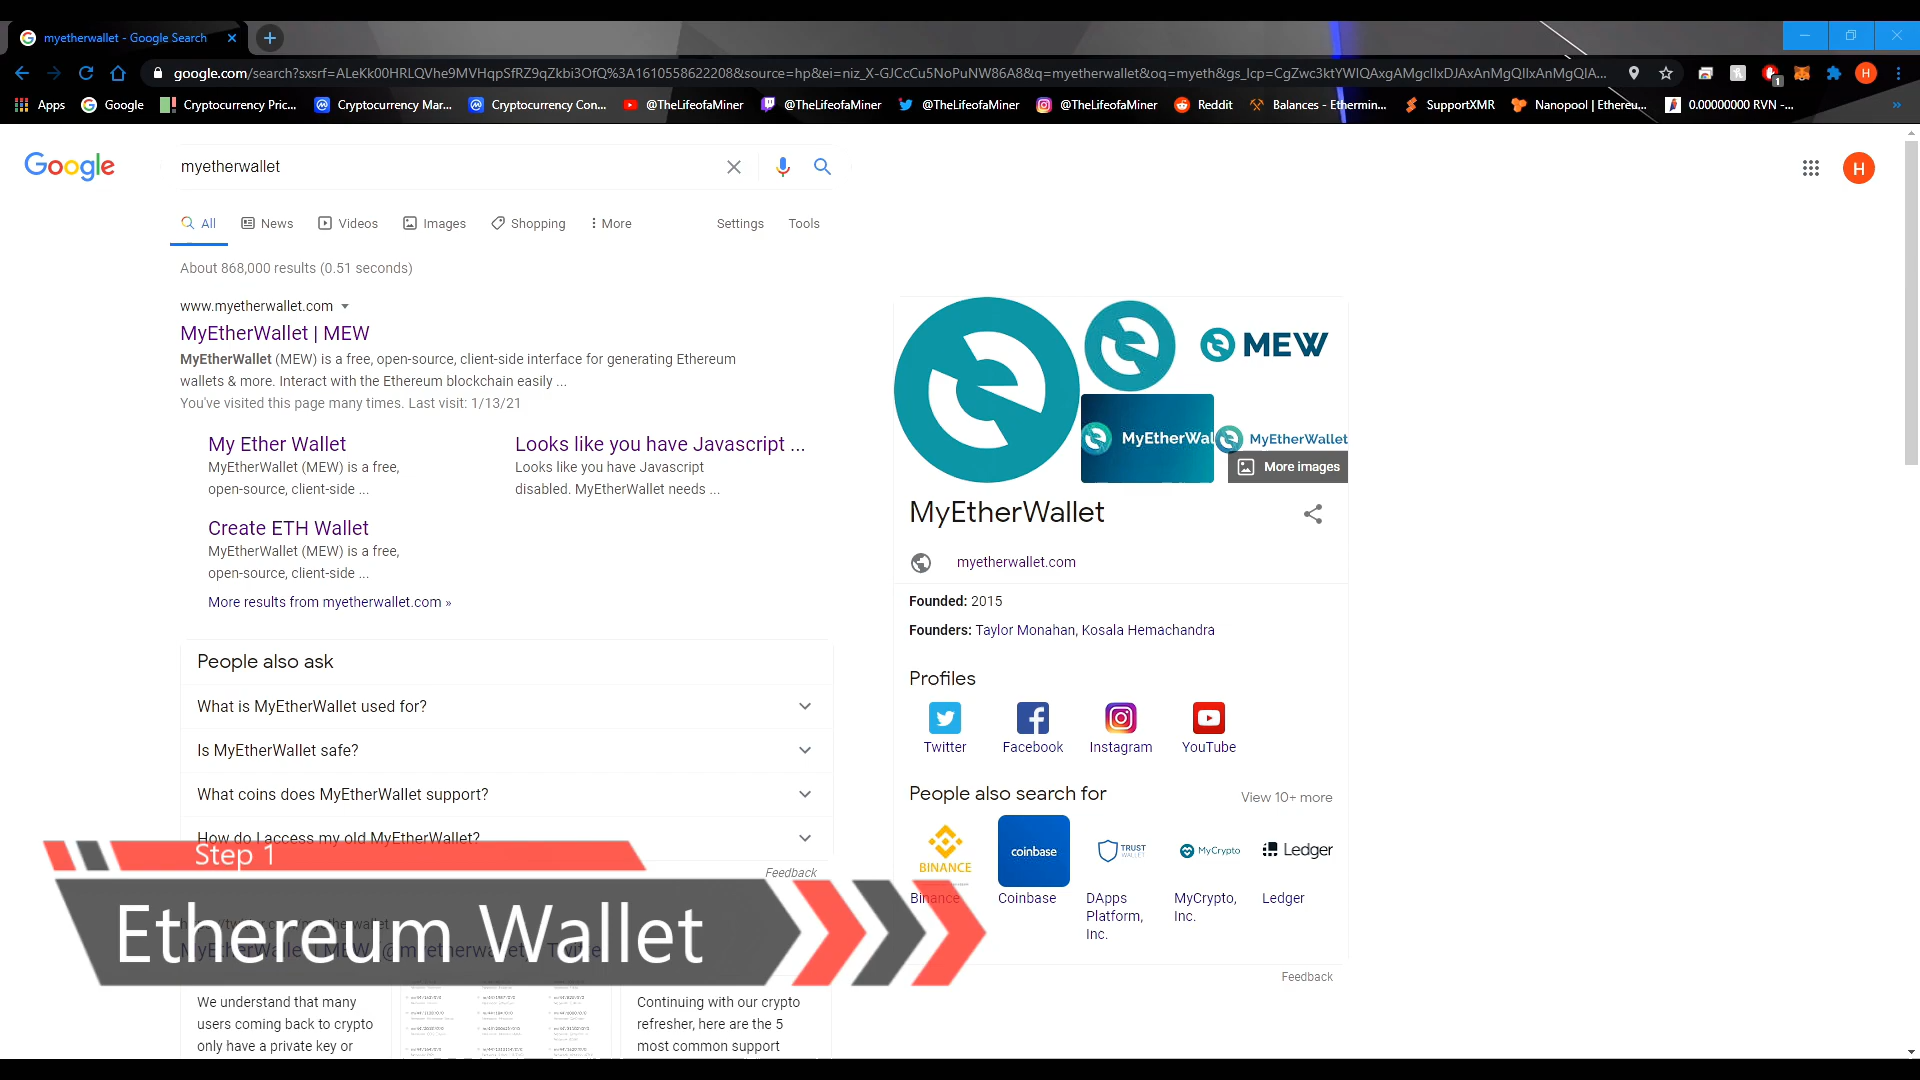 myetherwallet - Google Search
google.com/search?sxsrf=ALeKk00HRLQVhe9MVHqpSfRZ9qZkbi3OfQ%3A1610558622208&source=hp&ei=niz_X-GJCcCu5NoPuNW86A8&q=myetherwallet&oq=myeth&gs_lcp=CgZwc3ktYWIQAxgAMgcIIxDJAxAnMgQIIxAnMgQIA...
Apps Google Cryptocurrency Pric... Cryptocurrency Mar... Cryptocurrency Con... @TheLifeofaMiner @TheLifeofaMiner @TheLifeofaMiner @TheLifeofaMiner Reddit Balances - Ethermin... SupportXMR Nanopool | Ethereu... 0.00000000 RVN -... »
Google
myetherwallet
H
All News Videos Images Shopping More Settings Tools
About 868,000 results (0.51 seconds)
www.myetherwallet.com
MyEtherWallet | MEW
MyEtherWallet (MEW) is a free, open-source, client-side interface for generating Ethereum
wallets & more. Interact with the Ethereum blockchain easily ...
You've visited this page many times. Last visit: 1/13/21
My Ether Wallet
MyEtherWallet (MEW) is a free,
open-source, client-side ...
Looks like you have Javascript ...
Looks like you have Javascript
disabled. MyEtherWallet needs ...
Create ETH Wallet
MyEtherWallet (MEW) is a free,
open-source, client-side ...
More results from myetherwallet.com »
People also ask
What is MyEtherWallet used for?
Is MyEtherWallet safe?
What coins does MyEtherWallet support?
How do I access my old MyEtherWallet?
Feedback
Step 1
Ethereum Wallet
We understand that many
users coming back to crypto
only have a private key or
Continuing with our crypto
refresher, here are the 5
most common support
MEW
MyEtherWal
MyEtherWallet
More images
MyEtherWallet
myetherwallet.com
Founded: 2015
Founders: Taylor Monahan, Kosala Hemachandra
Profiles
Twitter Facebook Instagram YouTube
People also search for
View 10+ more
BINANCE
coinbase
TRUST
WALLET
MyCrypto
Ledger
Binance
Coinbase
DApps
Platform,
Inc.
MyCrypto,
Inc.
Ledger
Feedback